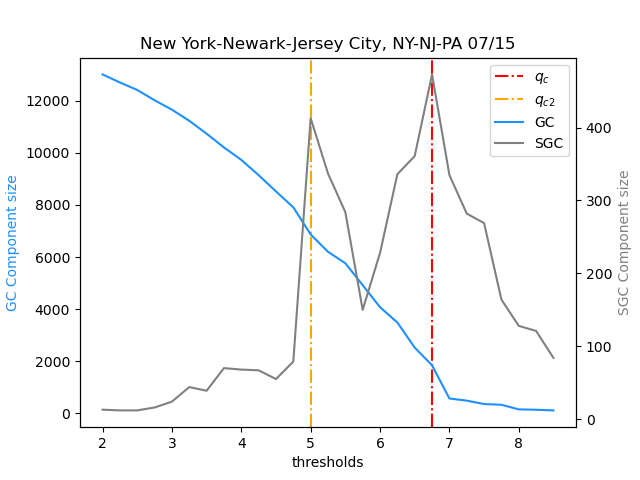 New York-Newark-Jersey City, NY-NJ-PA 07/15
GC Component size
12000
10000
8000
6000
4000
2000
0
q_c
q_c2
GC
SGC
400
300
200
100
0
SGC Component size
2 3 4 5 6 7 8
thresholds